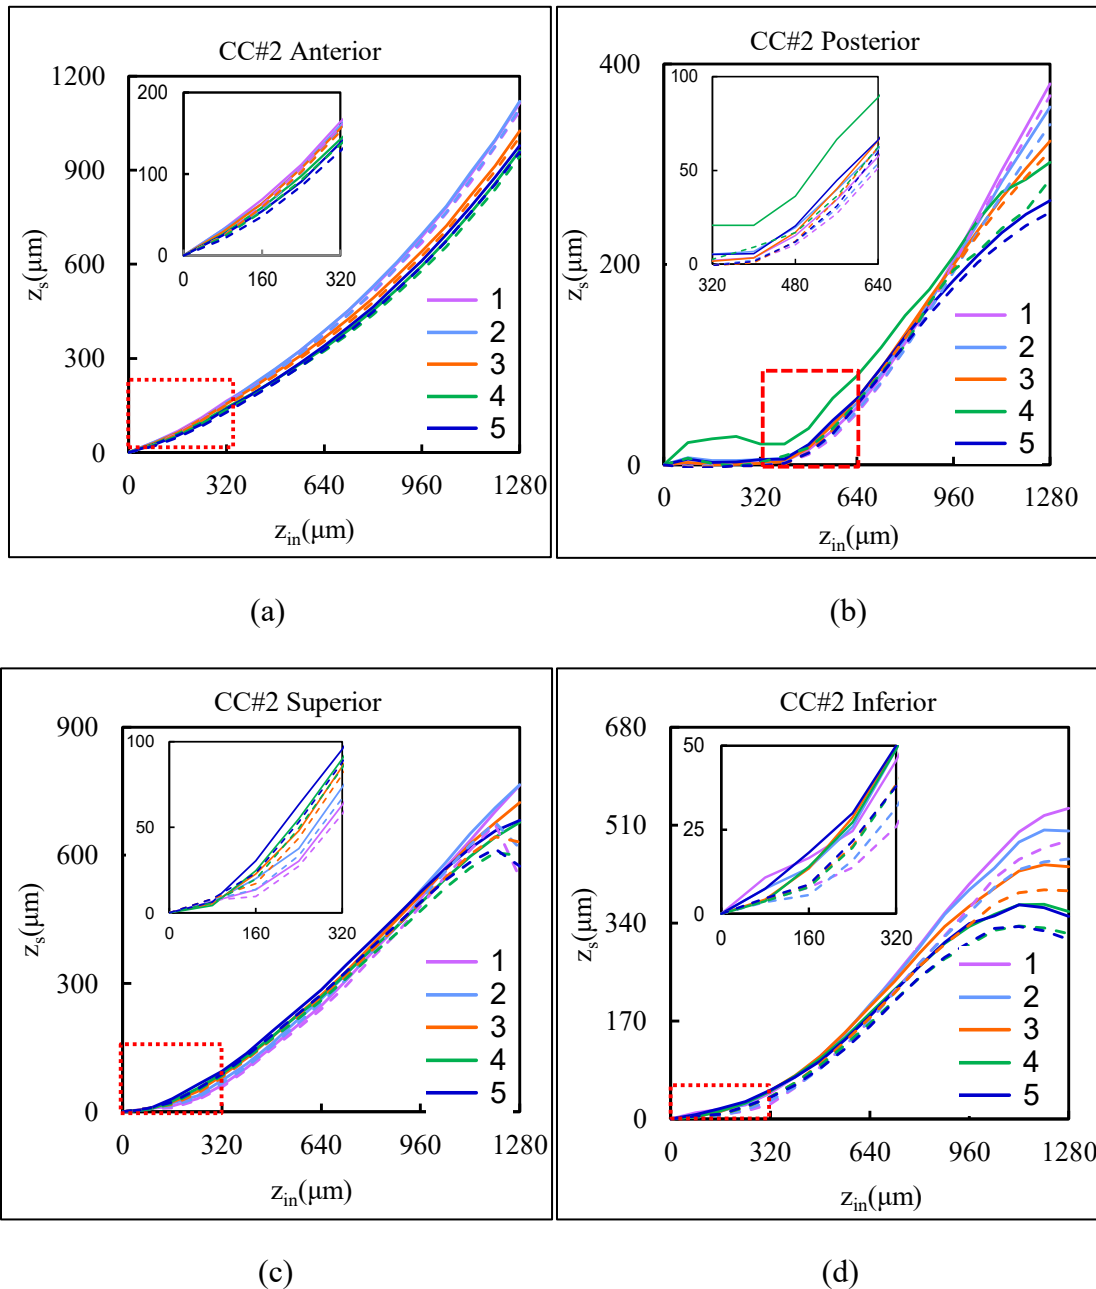 CC#2 Anterior
1200
900
600
300
0
zs(μm)
200
100
0
0 160 320
1
2
3
4
5
0 320 640 960 1280
zin(μm)
(a)
CC#2 Posterior
400
200
0
zs(μm)
100
50
0
320 480 640
1
2
3
4
5
0 320 640 960 1280
zin(μm)
(b)
CC#2 Superior
900
600
300
0
zs(μm)
100
50
0
0 160 320
1
2
3
4
5
0 320 640 960 1280
zin(μm)
(c)
CC#2 Inferior
680
510
340
170
0
zs(μm)
50
25
0
0 160 320
1
2
3
4
5
0 320 640 960 1280
zin(μm)
(d)